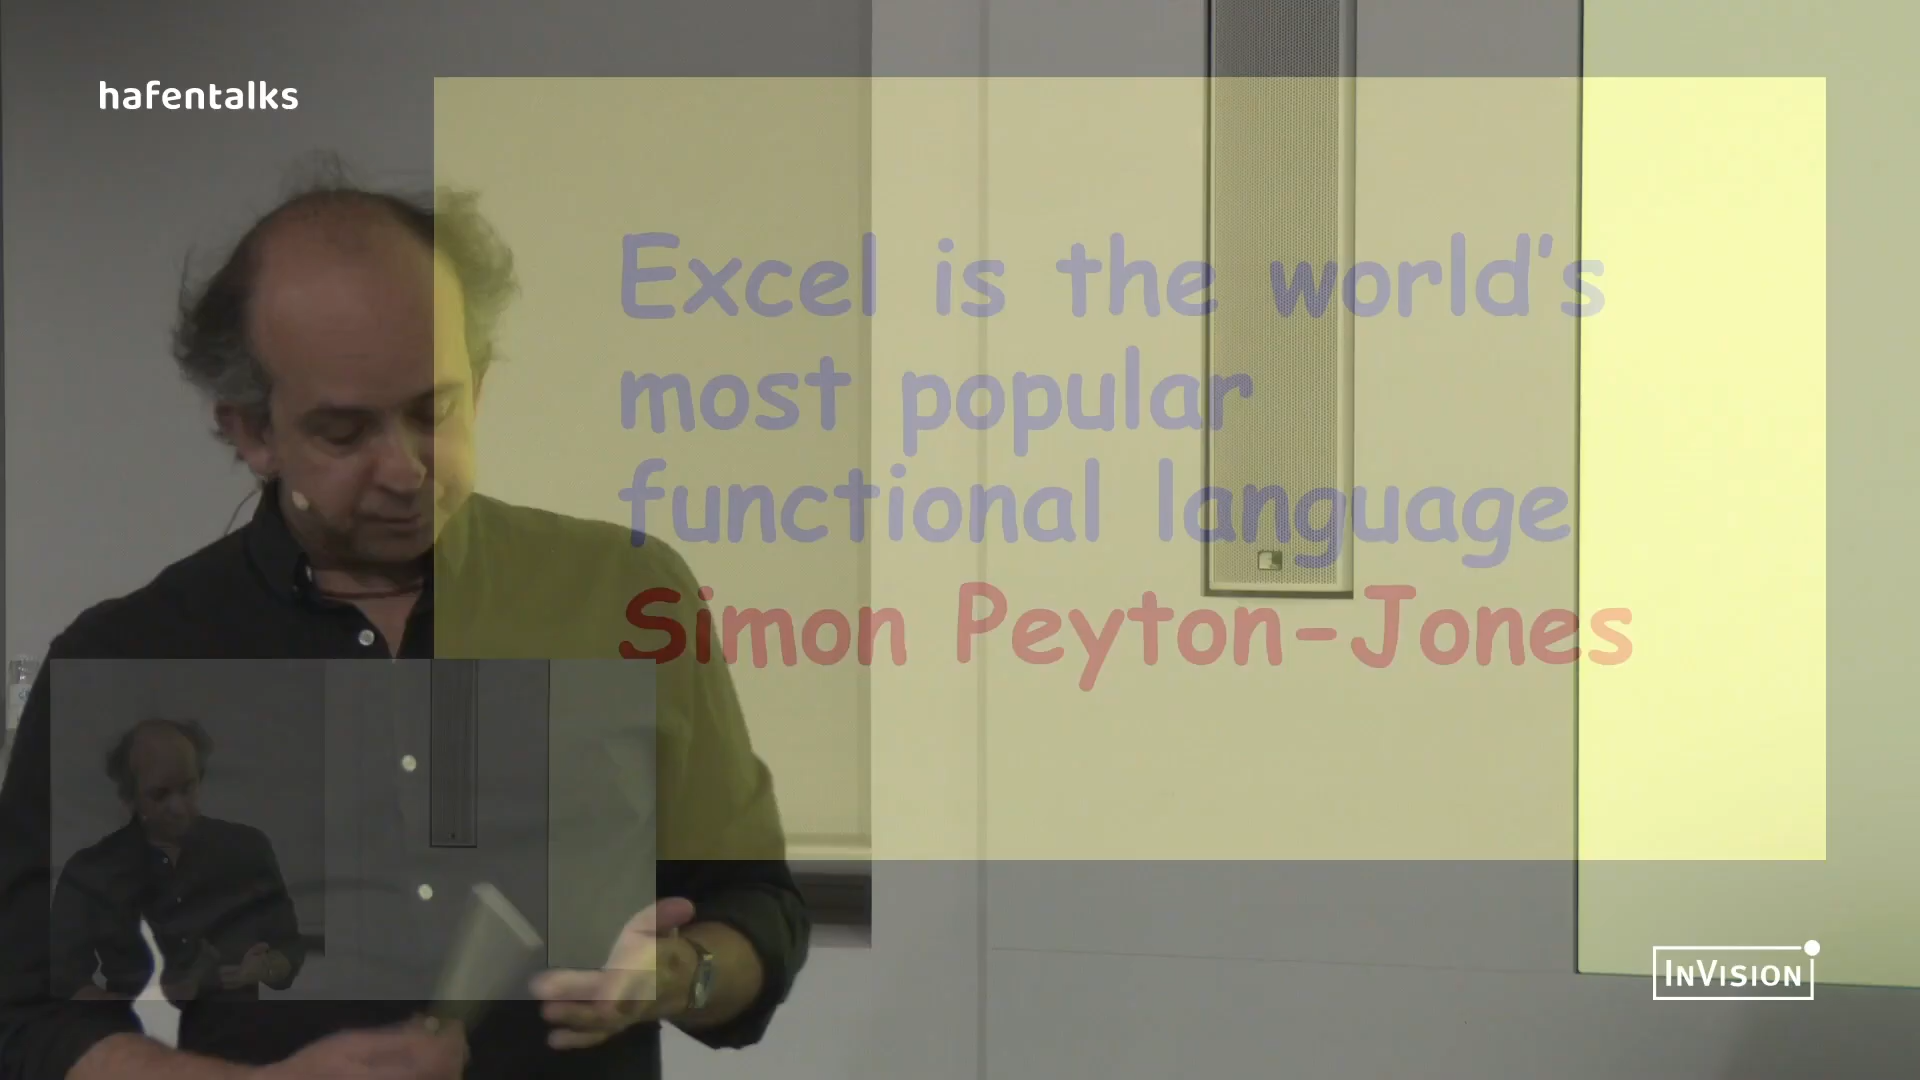 hafentalks
Excel is the world's
most popular
functional language
Simon Peyton-Jones
INVISION